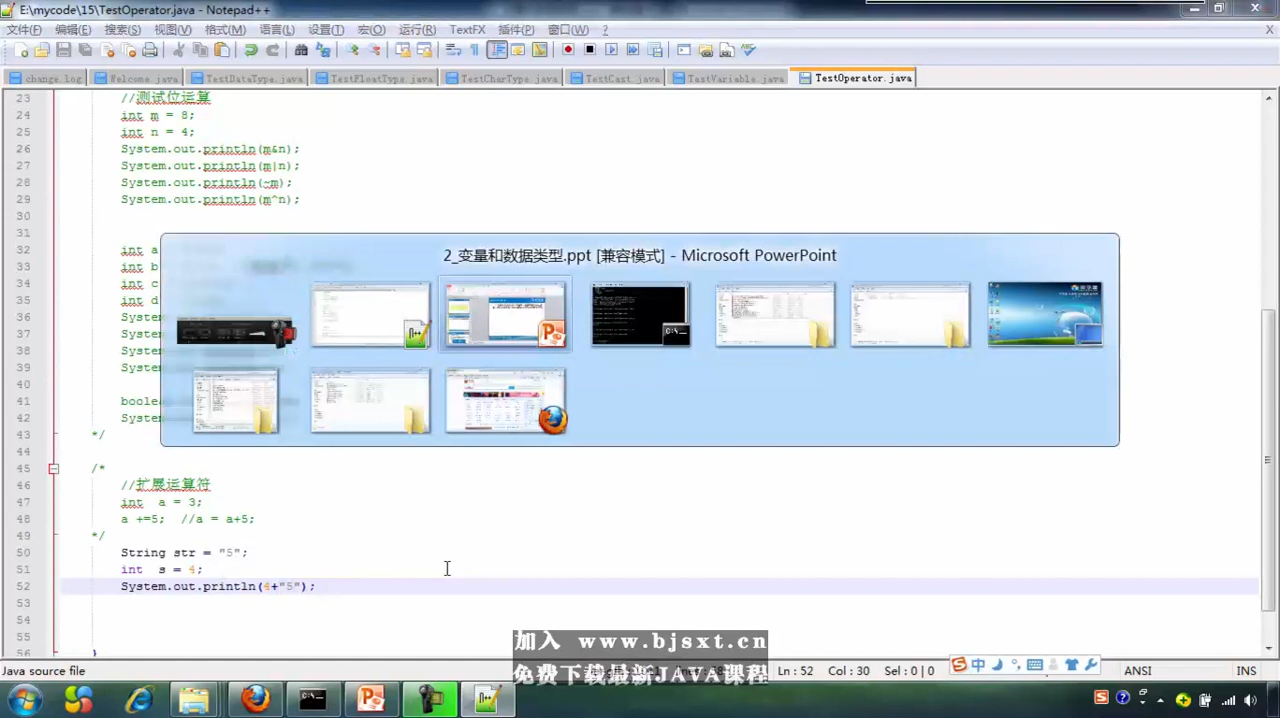 E:\mycode\15\TestOperator.java - Notepad++
文件(F) 编辑(E) 搜索(S) 视图(V) 格式(M) 语言(L) 设置(T) 宏(O) 运行(R) TextFX 插件(P) 窗口(W) ? X
change.log Welcome.java TestDataType.java TestFloatType.java TestCharType.java TestCast.java TestVariable.java TestOperator.java
23 //测试位运算
24 int m = 8;
25 int n = 4;
26 System.out.println(m&n);
27 System.out.println(m|n);
28 System.out.println(~m);
29 System.out.println(m^n);
30
31
32 int a
33 int b
34 int c
35 int d
36 System
37 System
38 System
39 System
40
41 boolea
42 System
43 */
44
45 /*
46 //扩展运算符
47 int a = 3;
48 a +=5; //a = a+5;
49 */
50 String str = "5";
51 int s = 4;
52 System.out.println(4+"5");
53
54
55
56 }
2_变量和数据类型.ppt [兼容模式] - Microsoft PowerPoint
加入 www.bjsxt.cn
免费下载最新JAVA课程
Java source file Ln : 52 Col : 30 Sel : 0 | 0 中 ANSI INS